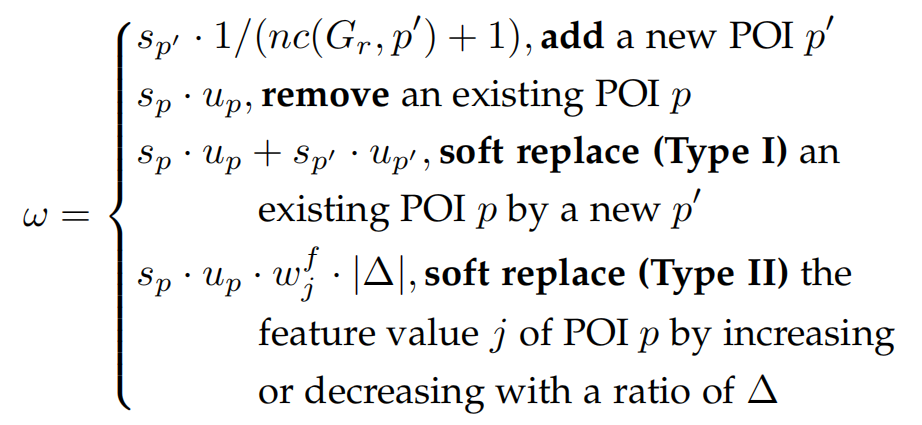 s_{p'} · 1/(nc(G_r, p') + 1), add a new POI p'
s_p · u_p, remove an existing POI p
s_p · u_p + s_{p'} · u_{p'}, soft replace (Type I) an
ω = { existing POI p by a new p'
s_p · u_p · w_j^f · |Δ|, soft replace (Type II) the
feature value j of POI p by increasing
or decreasing with a ratio of Δ